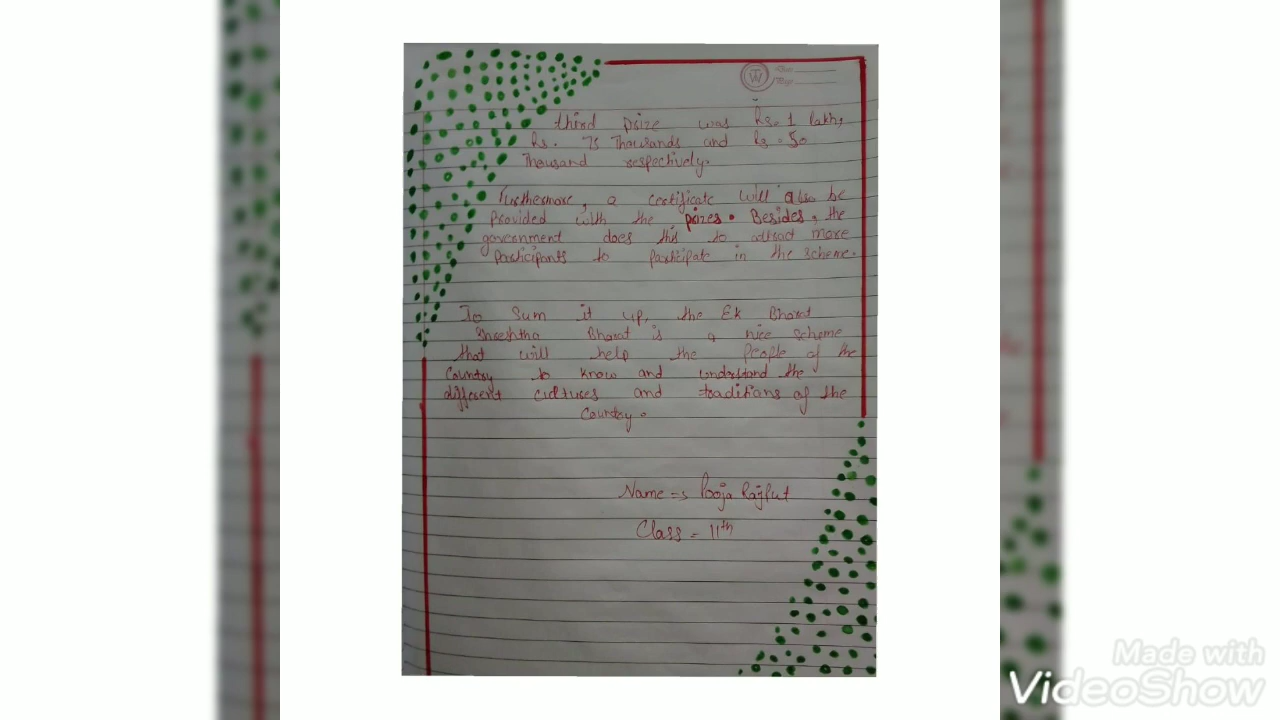 Date
Page
third prize was Rs. 1 lakh,
Rs. 75 Thousands and Rs. 50
Thousand respectively.
Furthermore, a certificate will also be
provided with the prizes. Besides, the
government does this to attract more
participants to participate in the scheme.
To Sum it up, the Ek Bharat
Shreshtha Bharat is a nice scheme
that will help the people of the
Country to know and understand the
different cultures and traditions of the
Country.
Name → Pooja Rajput
Class = 11th
Made with
VideoShow